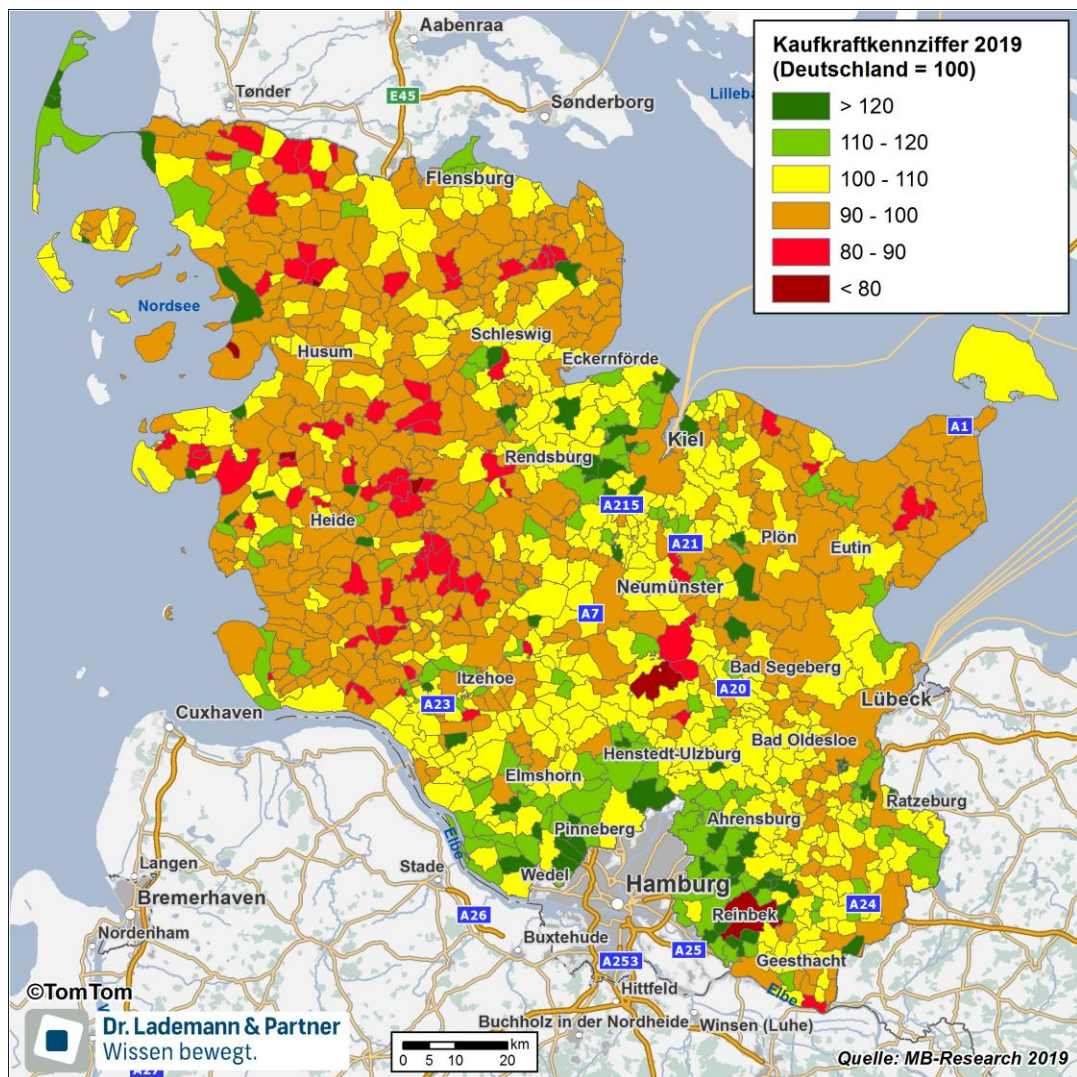 Aabenraa
Tønder
E45
Sønderborg
Kaufkraftkennziffer 2019
(Deutschland = 100)
> 120
110 - 120
100 - 110
90 - 100
80 - 90
< 80
Flensburg
Nordsee
Schleswig
Husum
Eckernförde
A1
Kiel
Rendsburg
A215
Heide
A21
Plön
Eutin
Neumünster
A7
Bad Segeberg
Itzehoe
A20
Lübeck
A23
Cuxhaven
Bad Oldesloe
Henstedt-Ulzburg
Elmshorn
Ratzeburg
Ahrensburg
Pinneberg
Elbe
Langen
Stade
Wedel
Hamburg
Bremerhaven
A24
Reinbek
A26
Nordenham
Buxtehude
A25
A253
Geesthacht
Hittfeld
Elbe
©TomTom
Buchholz in der Nordheide
Winsen (Luhe)
Dr. Lademann & Partner
Wissen bewegt.
km
0 5 10 20
Quelle: MB-Research 2019